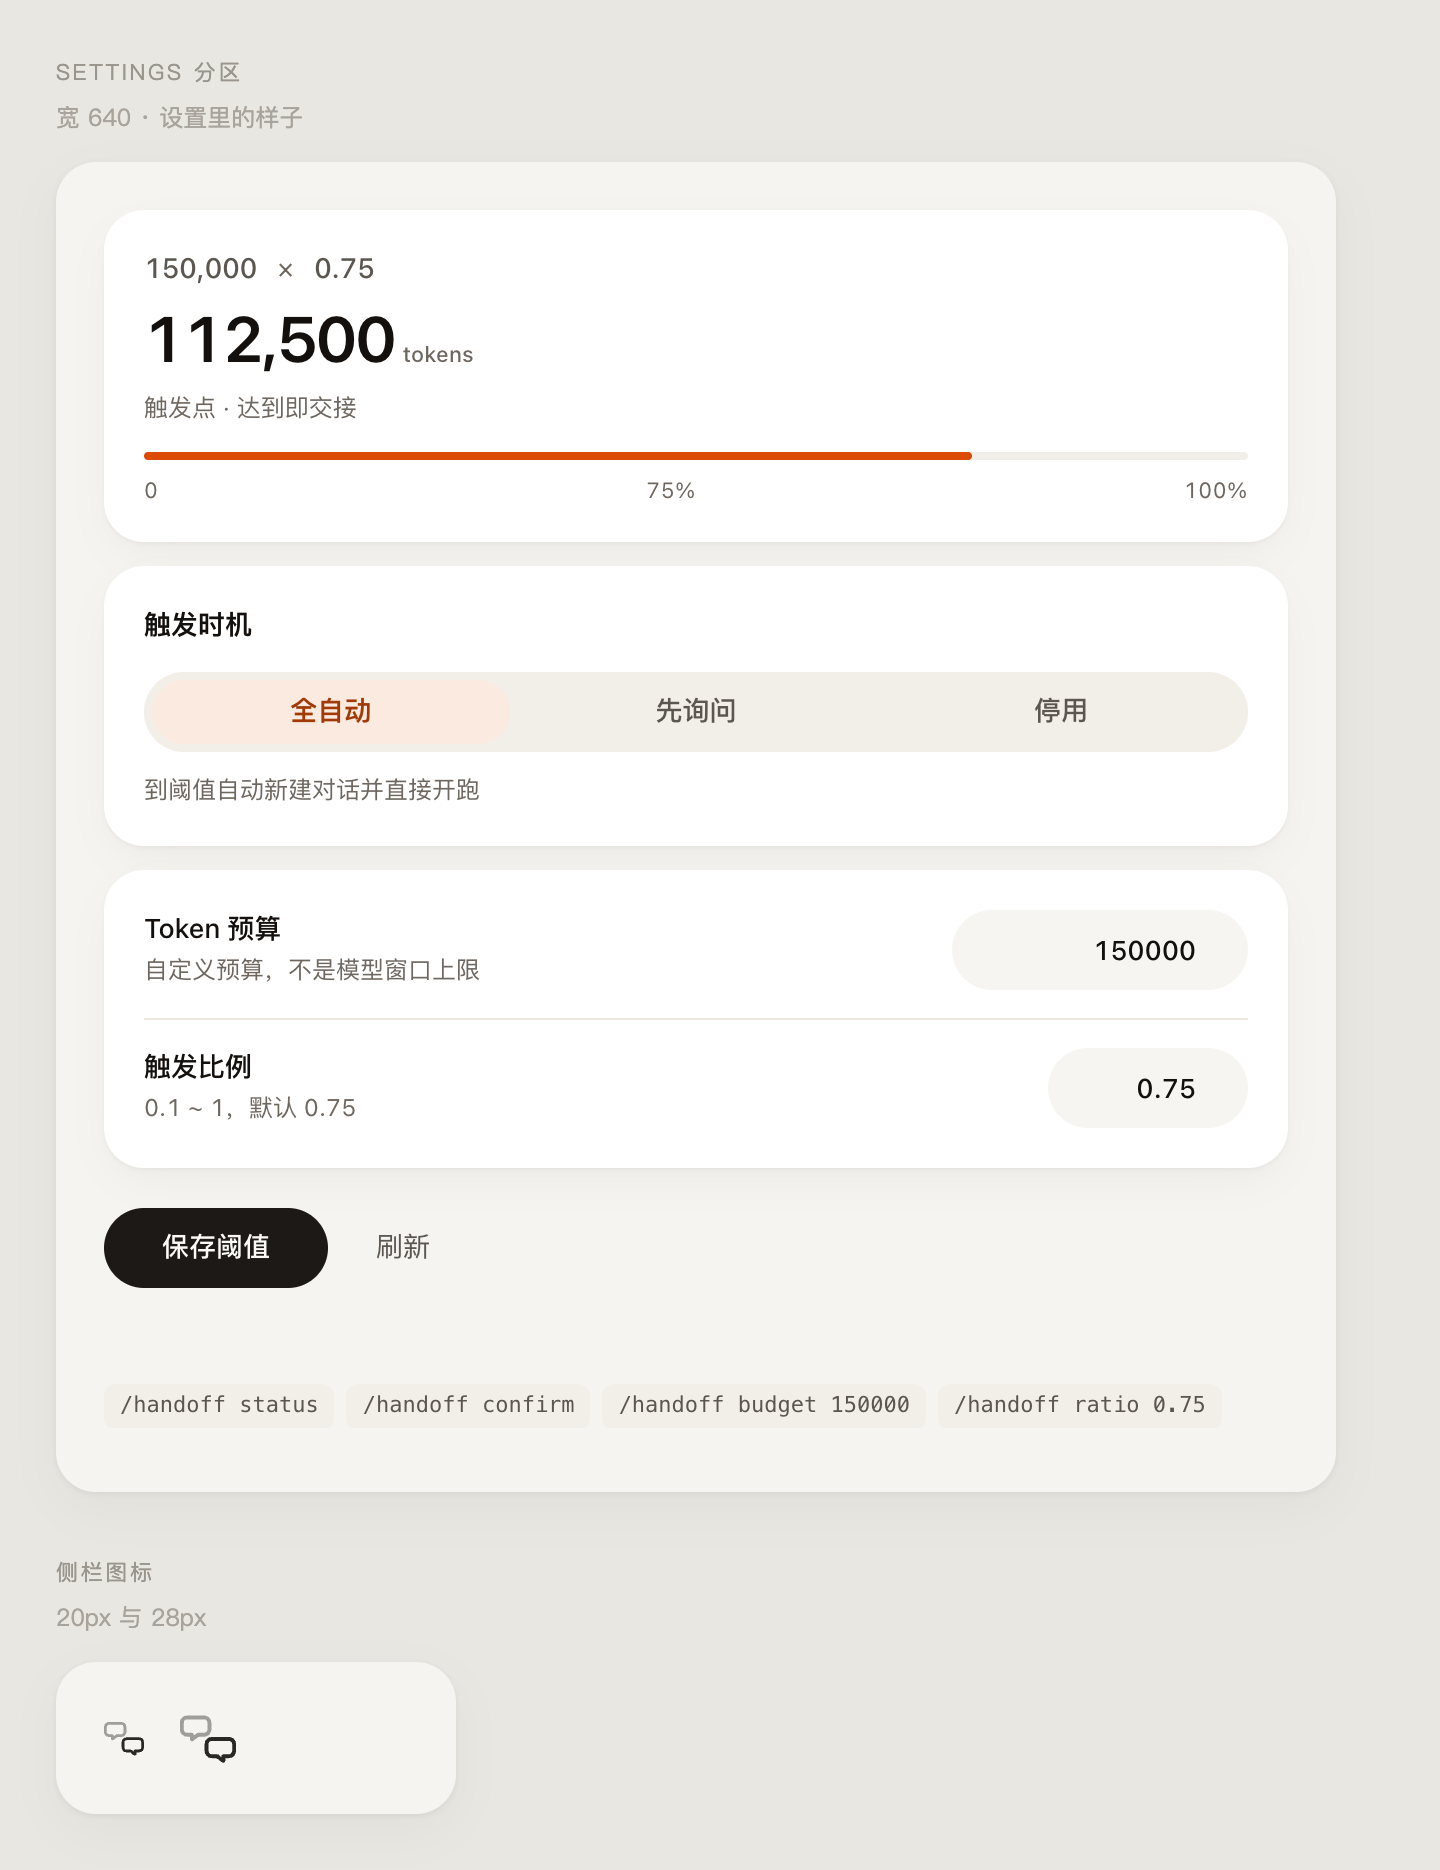 SETTINGS 分区
宽 640 · 设置里的样子
150,000 × 0.75
112,500 tokens
触发点 · 达到即交接
0 75% 100%
触发时机
全自动 先询问 停用
到阈值自动新建对话并直接开跑
Token 预算
自定义预算，不是模型窗口上限
150000
触发比例
0.1 ~ 1，默认 0.75
0.75
保存阈值 刷新
/handoff status /handoff confirm /handoff budget 150000 /handoff ratio 0.75
侧栏图标
20px 与 28px